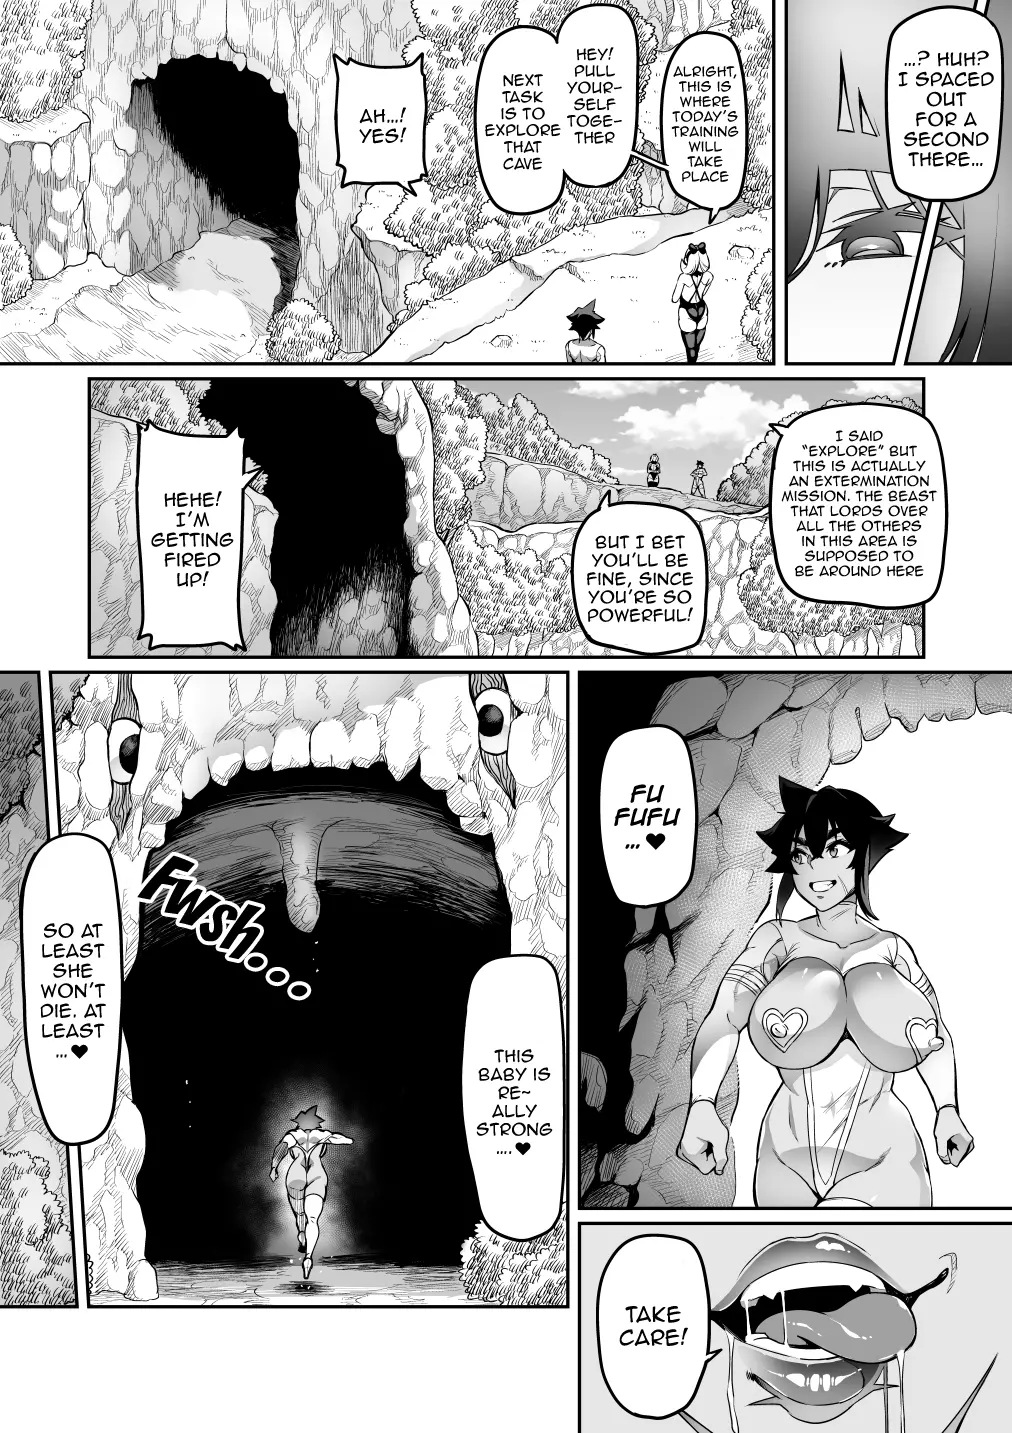 ...? HUH?
I SPACED
OUT
FOR A
SECOND
THERE...
ALRIGHT,
THIS IS
WHERE
TODAY'S
TRAINING
WILL
TAKE
PLACE
HEY!
PULL
YOUR-
SELF
TOGE-
THER
NEXT
TASK
IS TO
EXPLORE
THAT
CAVE
AH...!
YES!
I SAID
"EXPLORE" BUT
THIS IS ACTUALLY
AN EXTERMINATION
MISSION. THE BEAST
THAT LORDS OVER
ALL THE OTHERS
IN THIS AREA IS
SUPPOSED TO
BE AROUND HERE
BUT I BET
YOU'LL BE
FINE, SINCE
YOU'RE SO
POWERFUL!
HEHE!
I'M
GETTING
FIRED
UP!
FU
FUFU
... ♥
TAKE
CARE!
FWSH...
THIS
BABY IS
RE~
ALLY
STRONG
.... ♥
SO AT
LEAST
SHE
WON'T
DIE. AT
LEAST
... ♥